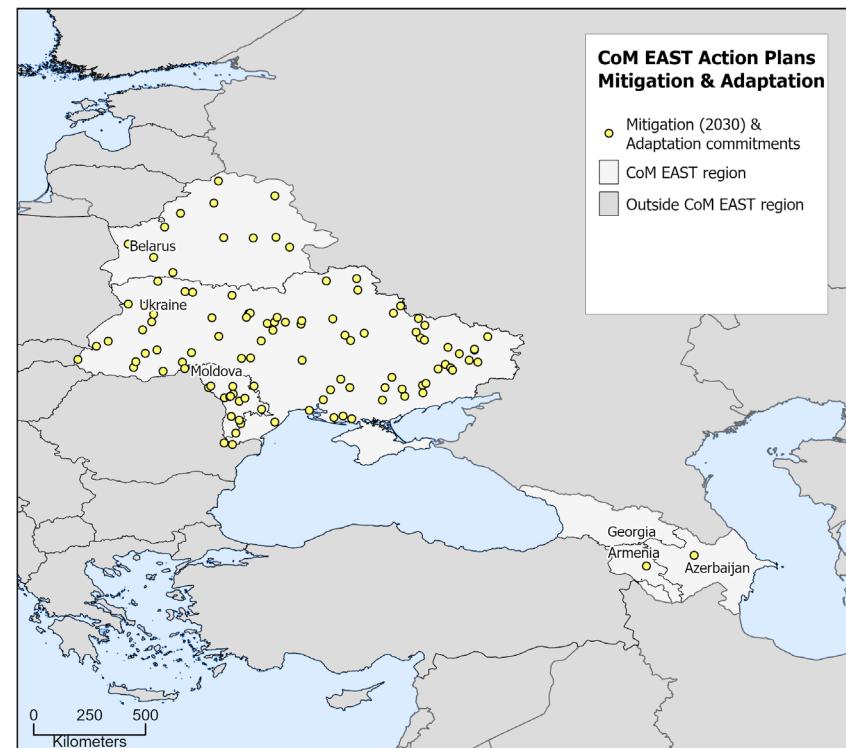 CoM EAST Action Plans
Mitigation & Adaptation
Mitigation (2030) &
Adaptation commitments
CoM EAST region
Outside CoM EAST region
Belarus
Ukraine
Moldova
Georgia
Armenia
Azerbaijan
0 250 500
Kilometers